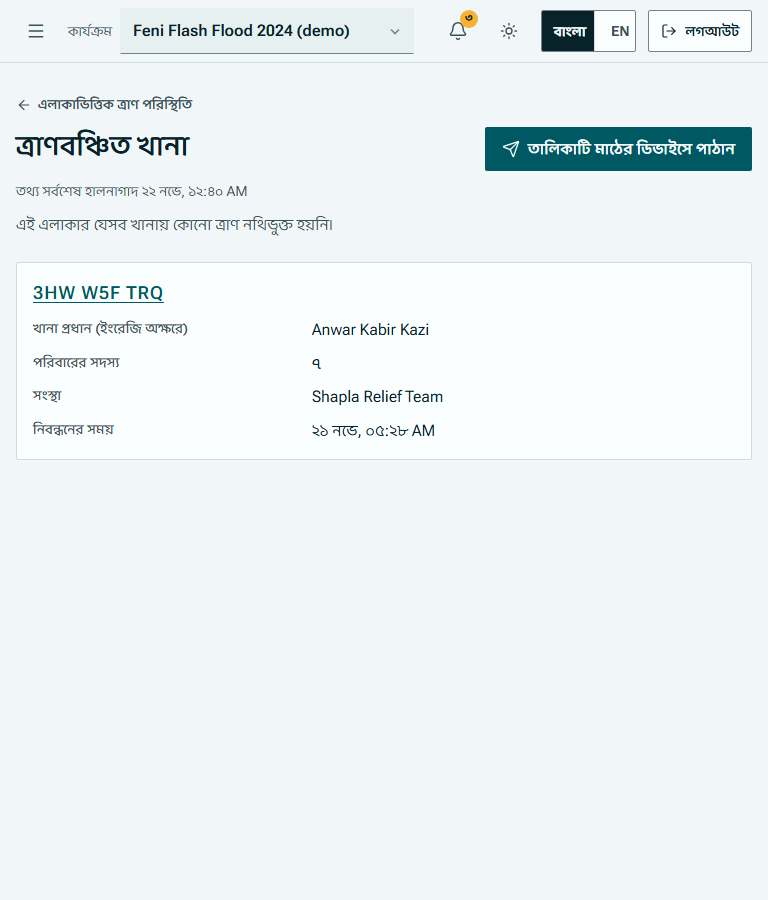 কার্যক্রম Feni Flash Flood 2024 (demo) ৩ বাংলা EN লগআউট
এলাকাভিত্তিক ত্রাণ পরিস্থিতি
ত্রাণবঞ্চিত খানা
তালিকাটি মাঠের ডিভাইসে পাঠান
তথ্য সর্বশেষ হালনাগাদ ২২ নভে, ১২:৪০ AM
এই এলাকার যেসব খানায় কোনো ত্রাণ নথিভুক্ত হয়নি।
3HW W5F TRQ
খানা প্রধান (ইংরেজি অক্ষরে) Anwar Kabir Kazi
পরিবারের সদস্য ৭
সংস্থা Shapla Relief Team
নিবন্ধনের সময় ২১ নভে, ০৫:২৮ AM